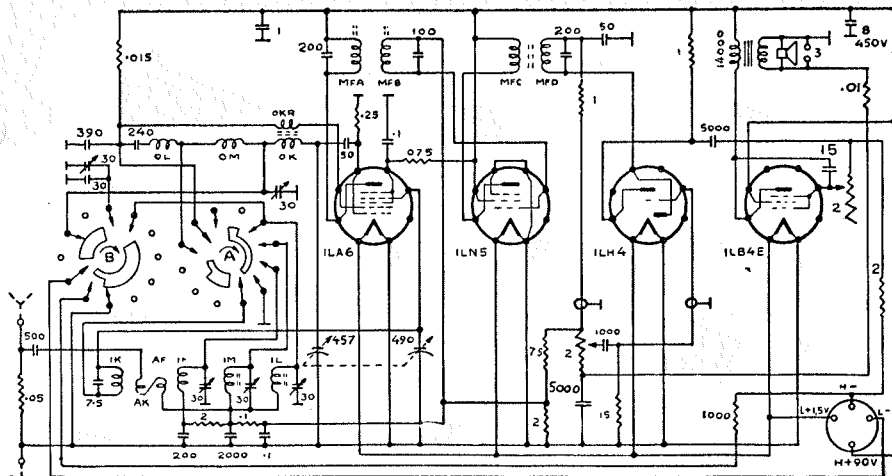 .1
8
450V
.015
200
100
200
50
.1
14000
3
.01
MFA
MFB
MFC
MFD
OKR
.25
1
390
240
.1
5000
OL
OM
OK
50
.075
15
30
30
30
2
1LA6
1LN5
1LH4
1LB4E
B
A
2
457
490
500
1K
AF
1F
1M
1L
.75
2
1000
7.5
AK
30
30
30
5000
.05
2
.1
2
15
8000
H-
L+1,5V
L-
200
2000
.1
H+90V